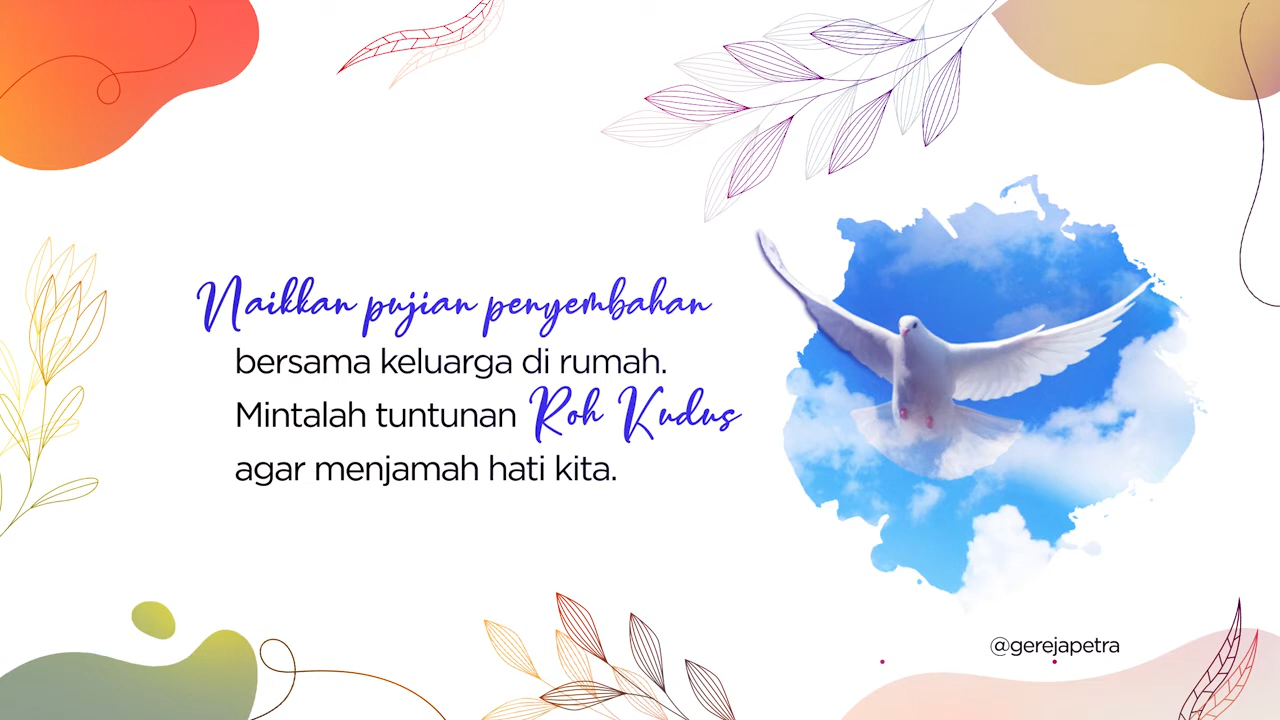 Naikkan pujian penyembahan
bersama keluarga di rumah.
Mintalah tuntunan Roh Kudus
agar menjamah hati kita.
@gerejapetra